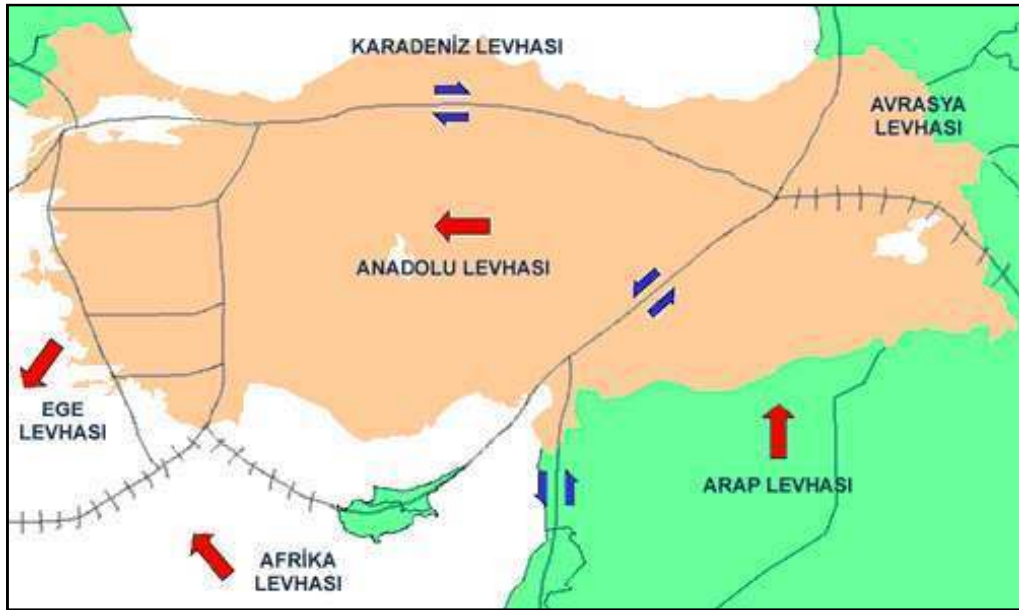 KARADENİZ LEVHASI
AVRASYA
LEVHASI
ANADOLU LEVHASI
EGE
LEVHASI
ARAP LEVHASI
AFRİKA
LEVHASI